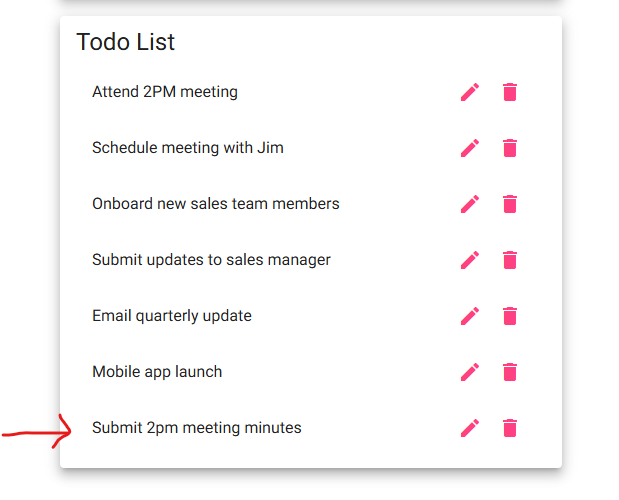 Todo List
Attend 2PM meeting
Schedule meeting with Jim
Onboard new sales team members
Submit updates to sales manager
Email quarterly update
Mobile app launch
Submit 2pm meeting minutes